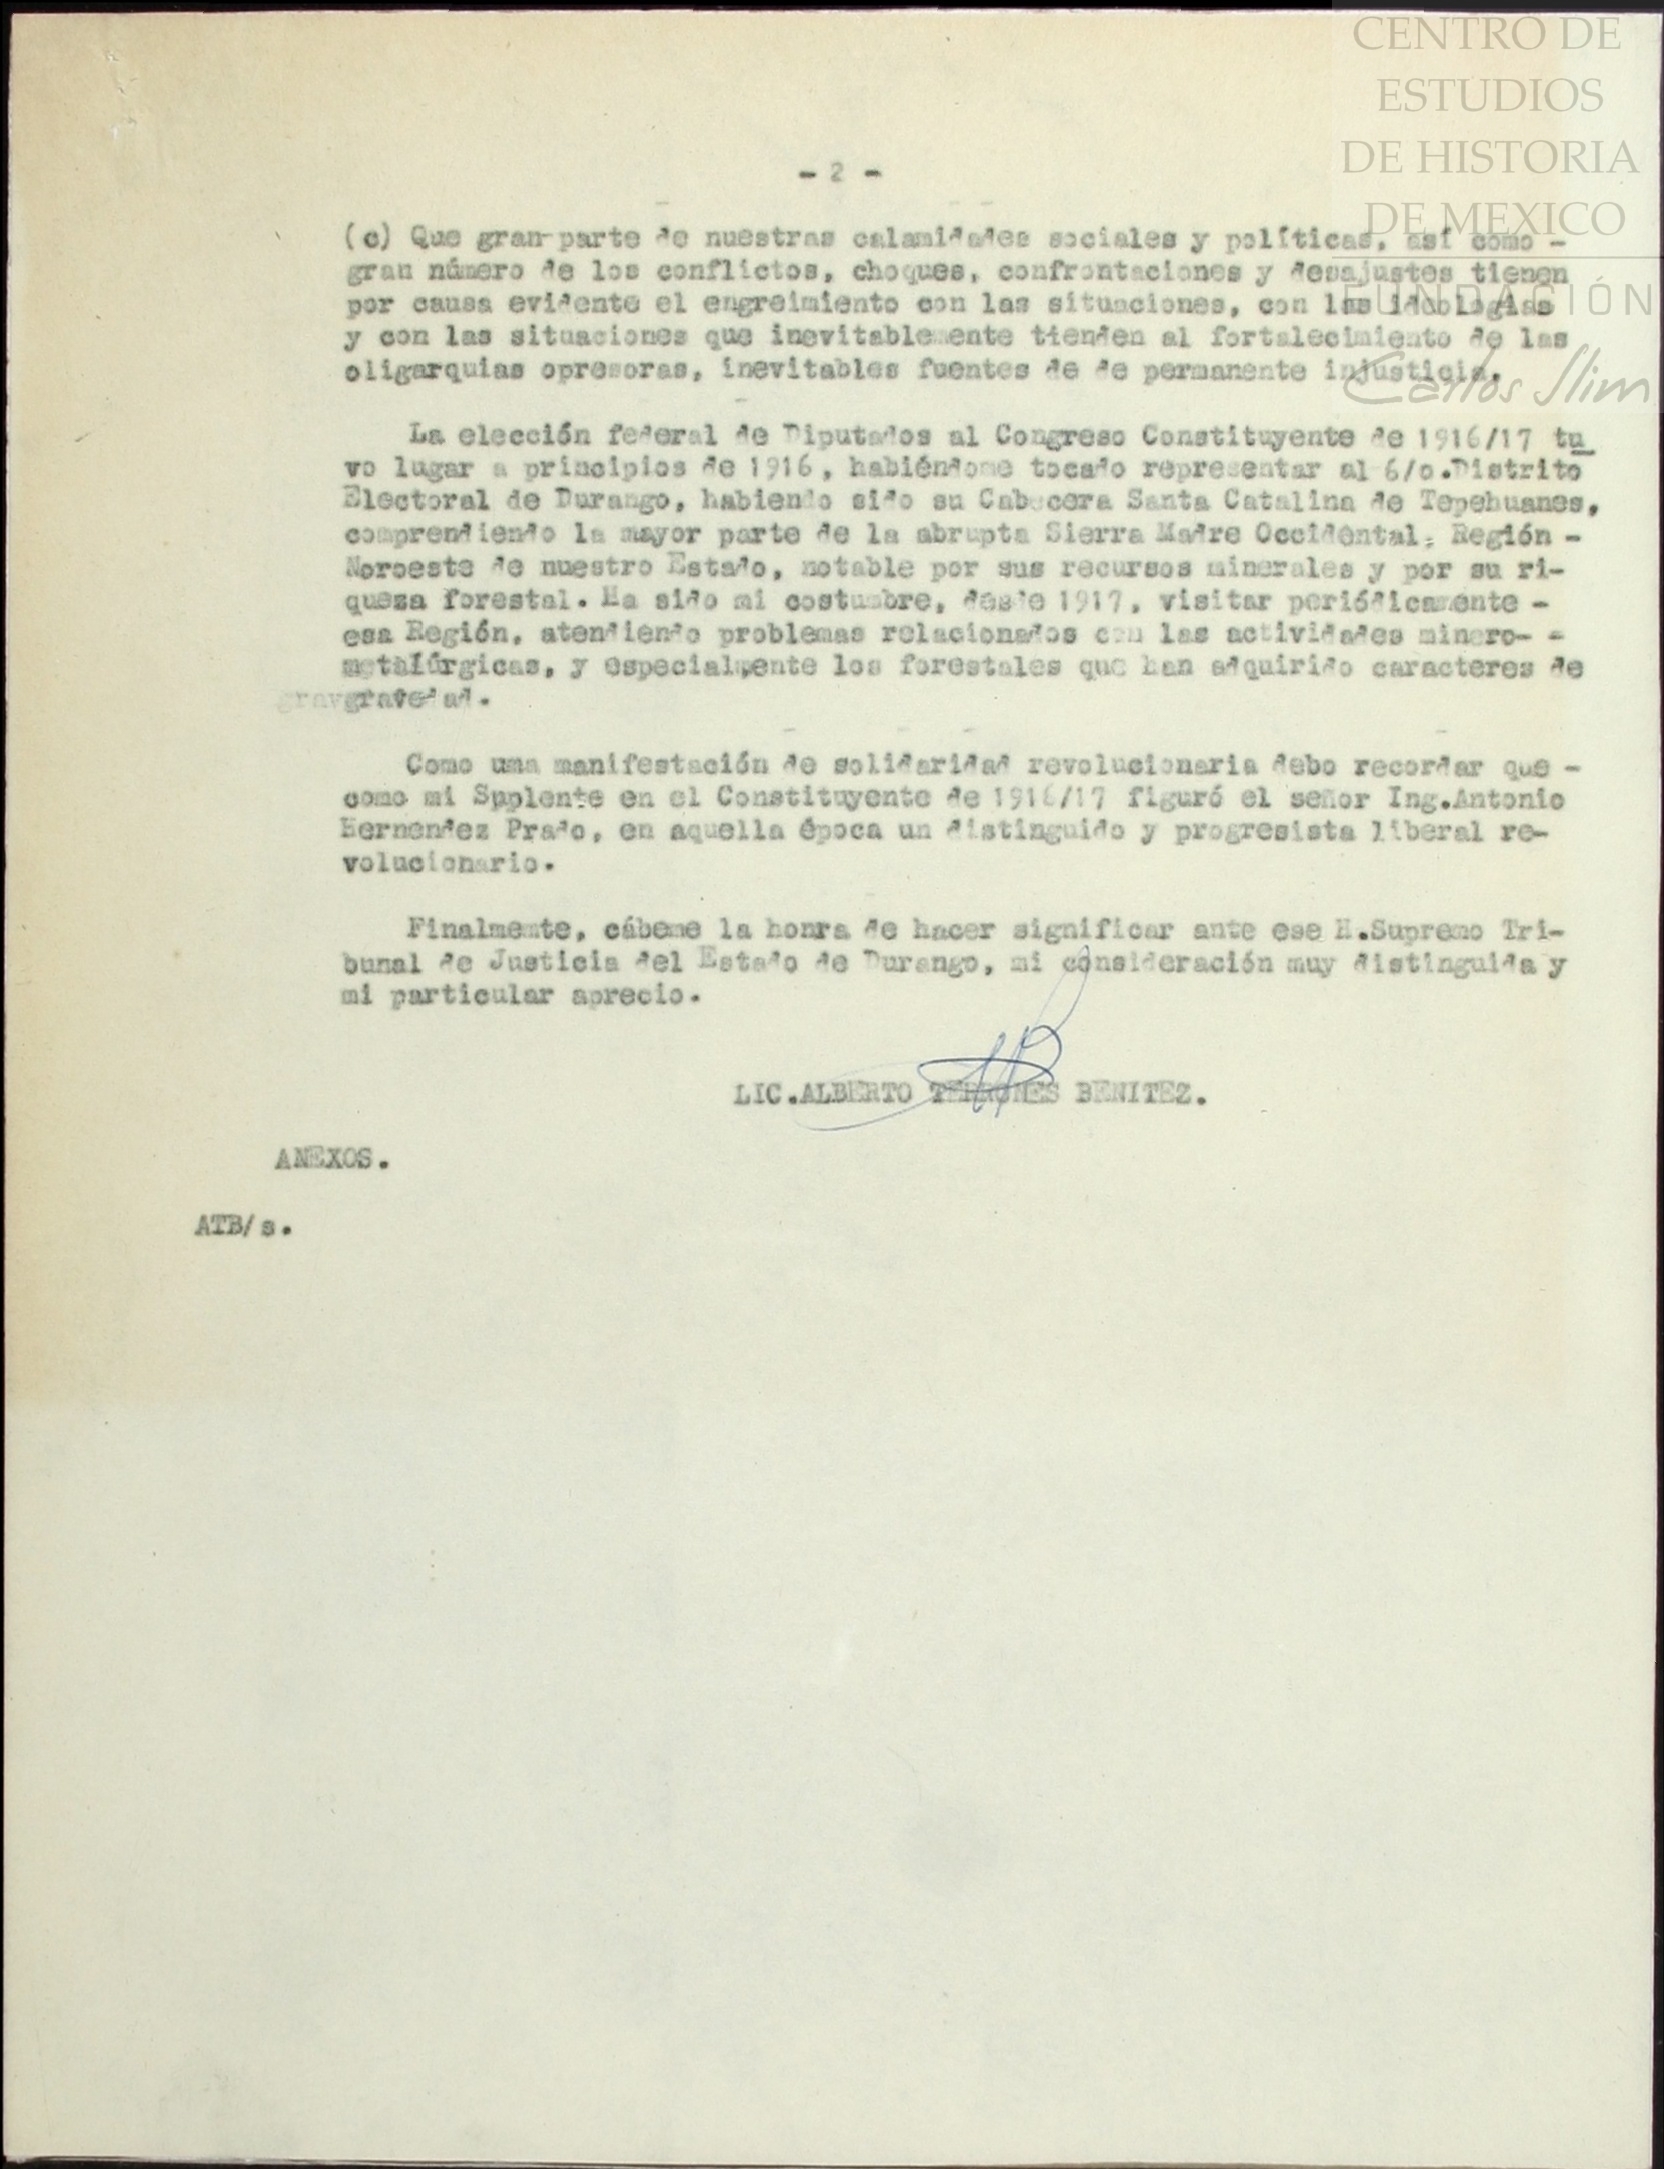 CENTRO DE
ESTUDIOS
DE HISTORIA
DE MEXICO
FUNDACIÓN
Carlos Slim
- 2 -
(c) Que gran parte de nuestras calamidades sociales y políticas, así como -
gran número de los conflictos, choques, confrontaciones y desajustes tienen
por causa evidente el engreimiento con las situaciones, con las ideologías
y con las situaciones que inevitablemente tienden al fortalecimiento de las
oligarquias opresoras, inevitables fuentes de de permanente injusticia.
La elección federal de Diputados al Congreso Constituyente de 1916/17 tu
vo lugar a principios de 1916, habiéndome tocado representar al 6/o.Distrito
Electoral de Durango, habiendo sido su Cabecera Santa Catalina de Tepehuanes,
comprendiendo la mayor parte de la abrupta Sierra Madre Occidental; Región -
Noroeste de nuestro Estado, notable por sus recursos minerales y por su ri-
queza forestal. Ha sido mi costumbre, desde 1917, visitar periódicamente -
esa Región, atendiendo problemas relacionados con las actividades minero- -
metalúrgicas, y especialmente los forestales que han adquirido caracteres de
gravedad.
Como una manifestación de solidaridad revolucionaria debo recordar que -
como mi Suplente en el Constituyente de 1916/17 figuró el señor Ing.Antonio
Hernendez Prado, en aquella época un distinguido y progresista liberal re-
volucionario.
Finalmente, cábeme la honra de hacer significar ante ese H.Supremo Tri-
bunal de Justicia del Estado de Durango, mi consideración muy distinguida y
mi particular aprecio.
LIC.ALBERTO TERRONES BENITEZ.
ANEXOS.
ATB/s.